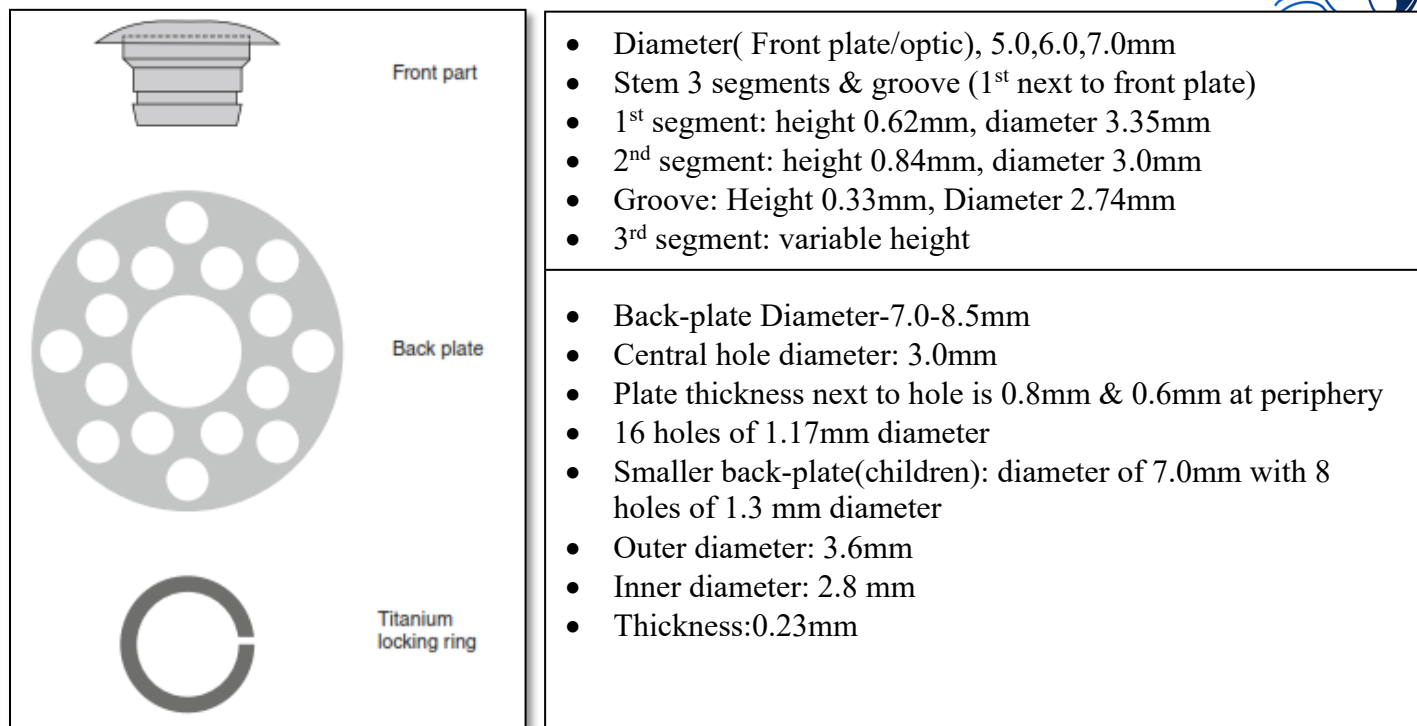 Front part
Back plate
Titanium
locking ring
• Diameter( Front plate/optic), 5.0,6.0,7.0mm
• Stem 3 segments & groove (1st next to front plate)
• 1st segment: height 0.62mm, diameter 3.35mm
• 2nd segment: height 0.84mm, diameter 3.0mm
• Groove: Height 0.33mm, Diameter 2.74mm
• 3rd segment: variable height
• Back-plate Diameter-7.0-8.5mm
• Central hole diameter: 3.0mm
• Plate thickness next to hole is 0.8mm & 0.6mm at periphery
• 16 holes of 1.17mm diameter
• Smaller back-plate(children): diameter of 7.0mm with 8
holes of 1.3 mm diameter
• Outer diameter: 3.6mm
• Inner diameter: 2.8 mm
• Thickness:0.23mm